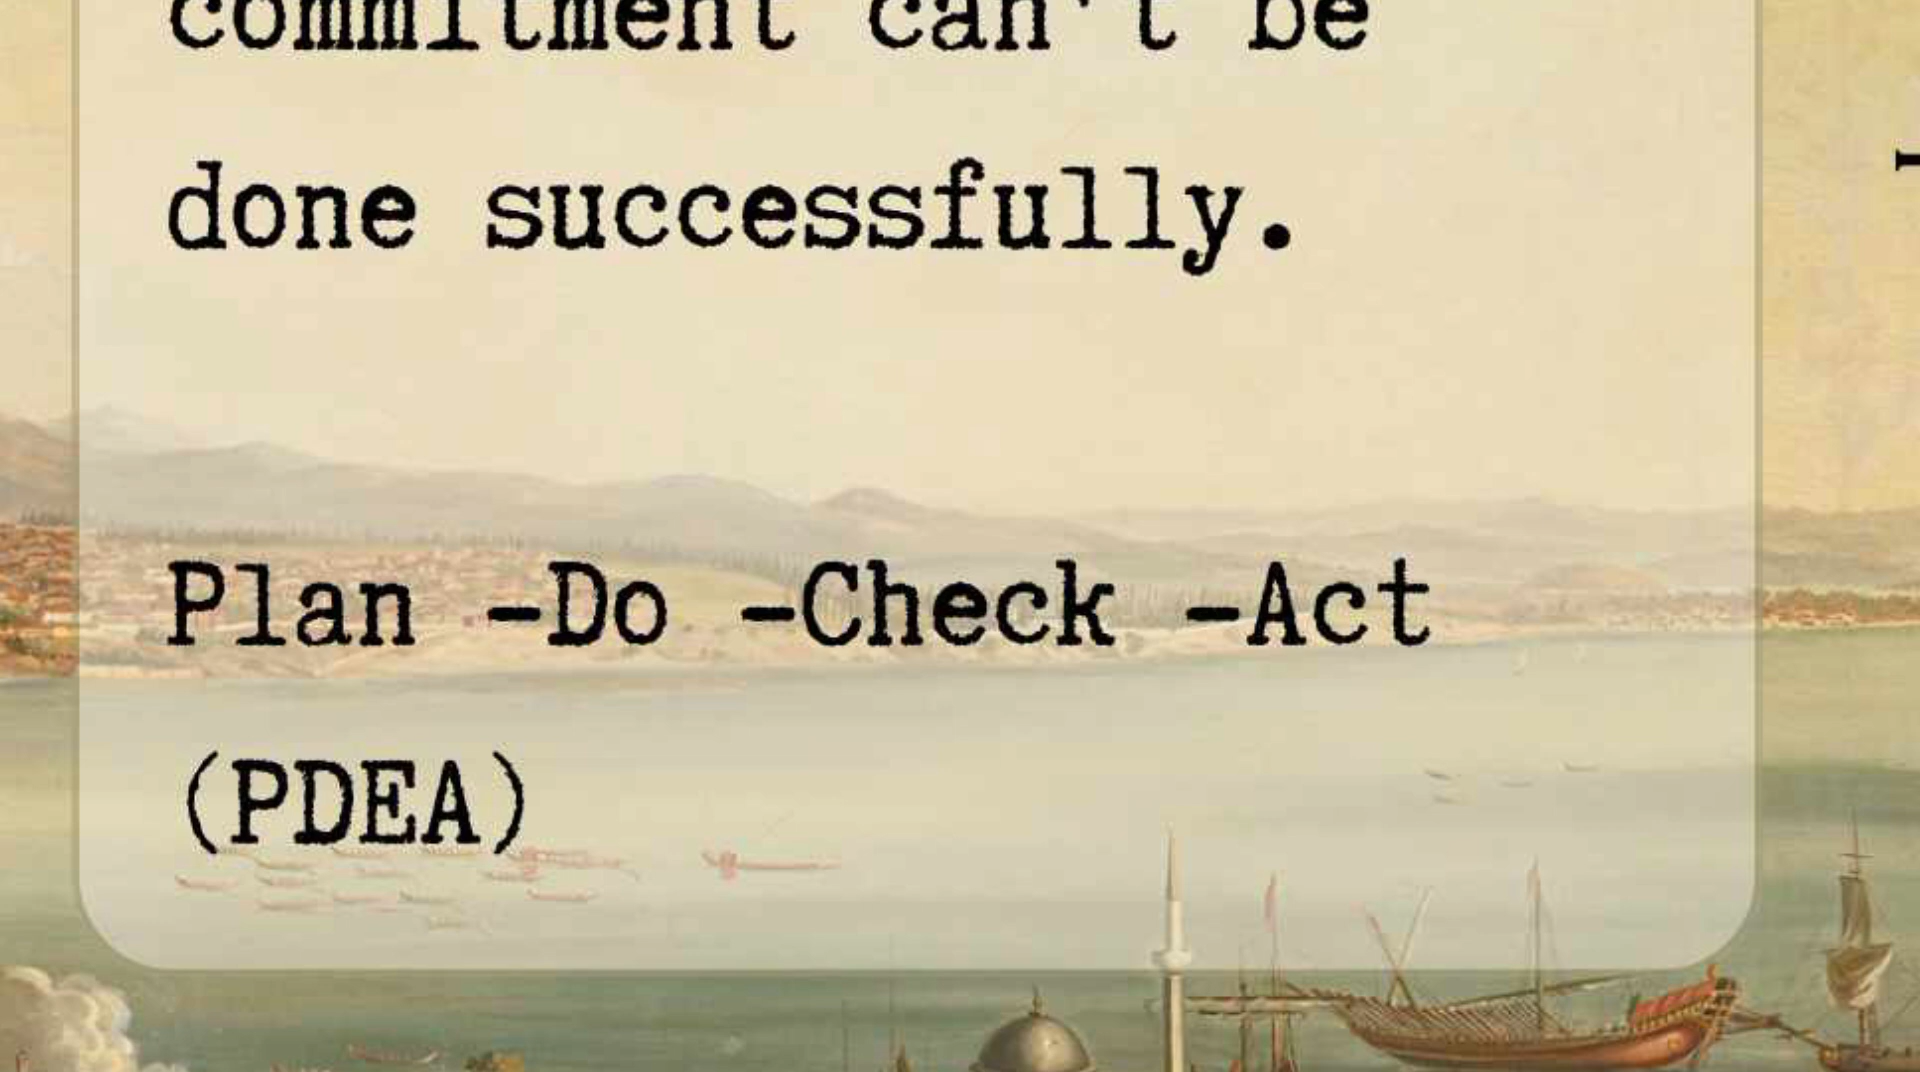 commitment can't be
done successfully.
Plan -Do -Check -Act
(PDEA)